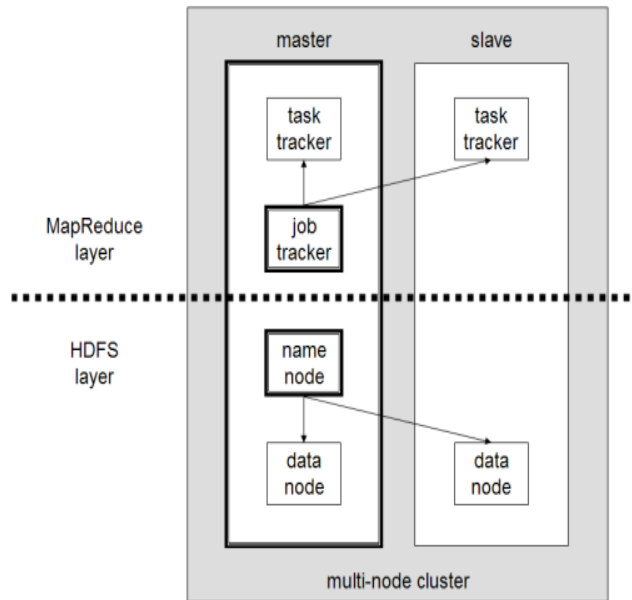 master
slave
task
tracker
task
tracker
MapReduce
layer
job
tracker
HDFS
layer
name
node
data
node
data
node
multi-node cluster